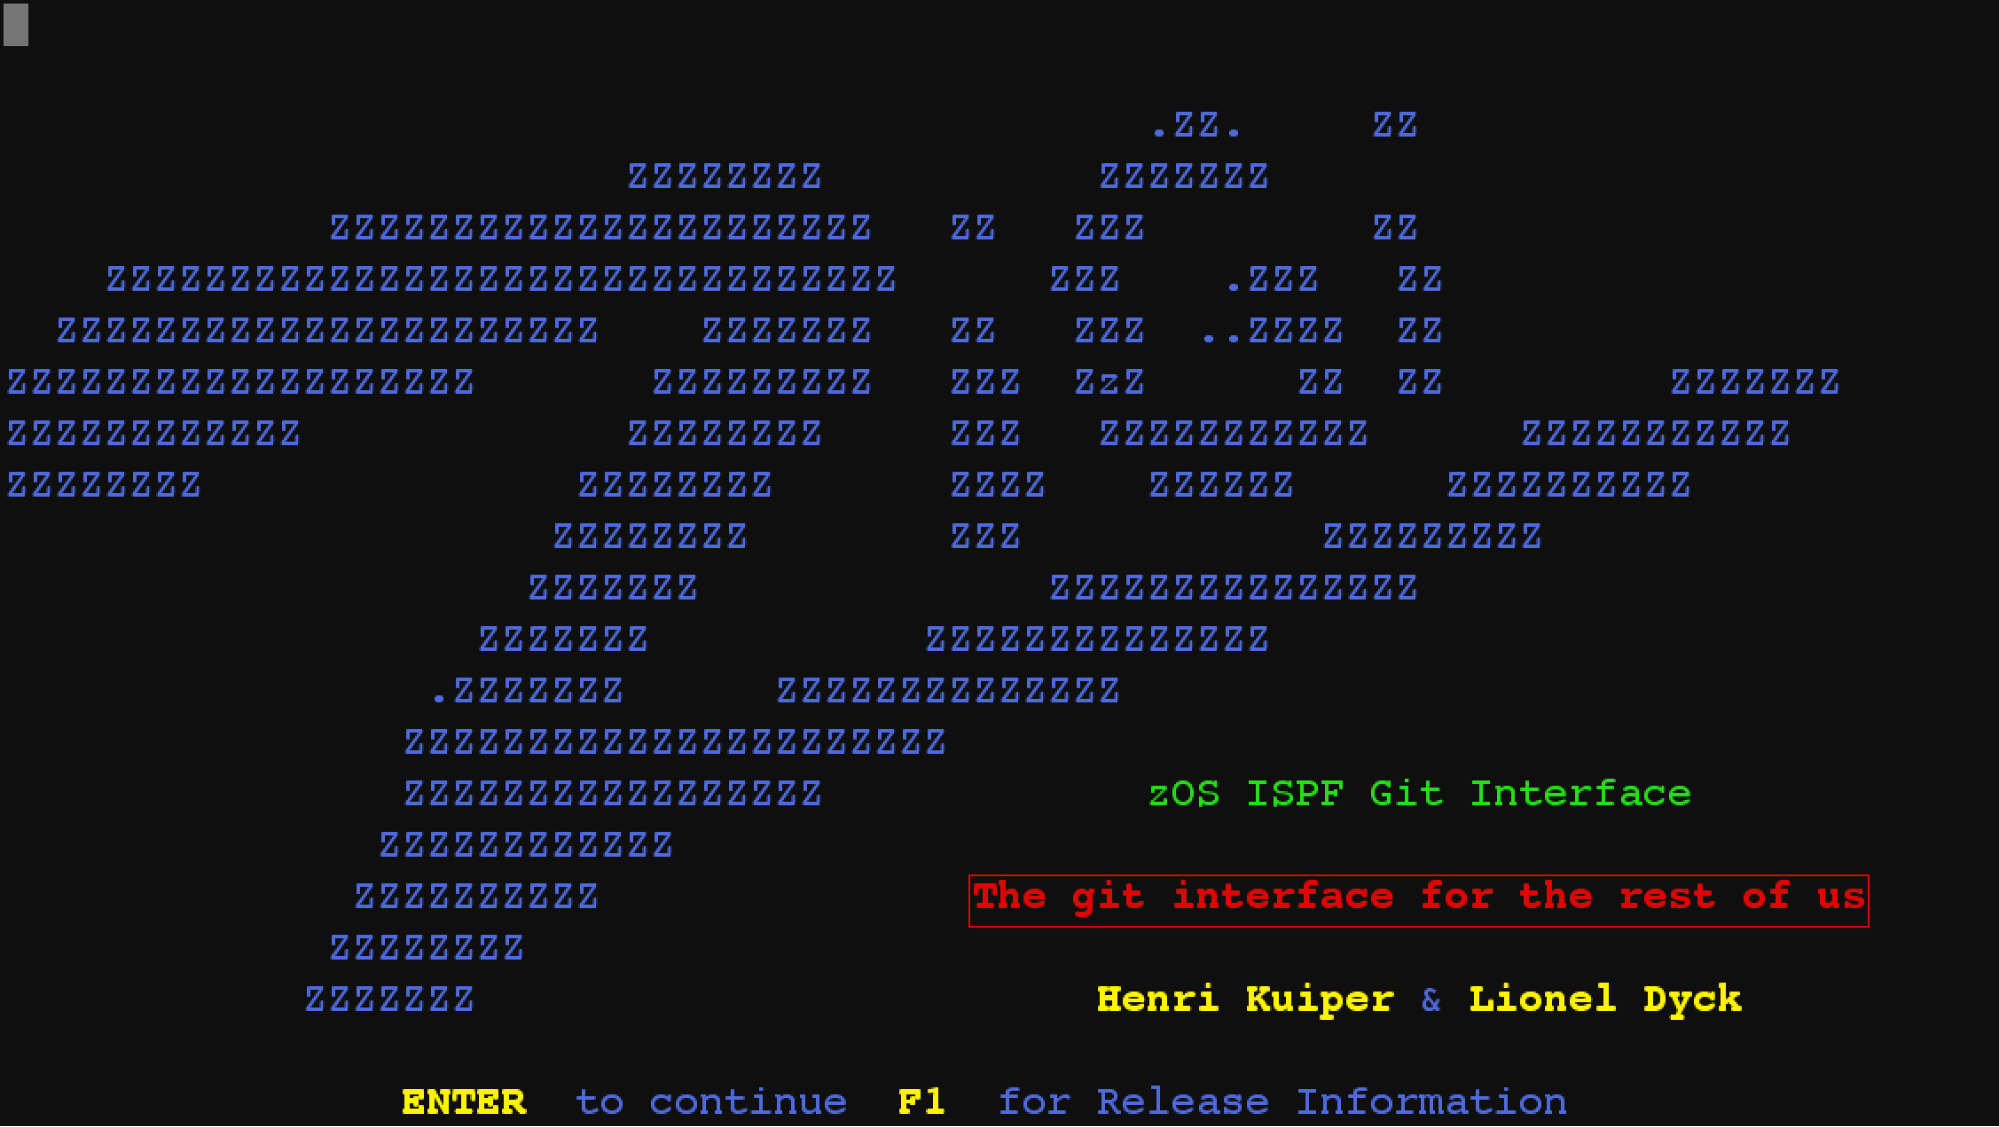 .ZZ. ZZ
ZZZZZZZZ ZZZZZZZ
ZZZZZZZZZZZZZZZZZZZZZZ ZZ ZZZ ZZ
ZZZZZZZZZZZZZZZZZZZZZZZZZZZZZZZZ ZZZ .ZZZ ZZ
ZZZZZZZZZZZZZZZZZZZZZZ ZZZZZZZ ZZ ZZZ ..ZZZZ ZZ
ZZZZZZZZZZZZZZZZZZZ ZZZZZZZZZ ZZZ ZzZ ZZ ZZ ZZZZZZZ
ZZZZZZZZZZZZ ZZZZZZZZ ZZZ ZZZZZZZZZZZ ZZZZZZZZZZZ
ZZZZZZZZ ZZZZZZZZ ZZZZ ZZZZZZ ZZZZZZZZZZ
ZZZZZZZZ ZZZ ZZZZZZZZZ
ZZZZZZZ ZZZZZZZZZZZZZZZ
ZZZZZZZ ZZZZZZZZZZZZZZ
.ZZZZZZZ ZZZZZZZZZZZZZZ
ZZZZZZZZZZZZZZZZZZZZZZ
ZZZZZZZZZZZZZZZZZ zOS ISPF Git Interface
ZZZZZZZZZZZZ
ZZZZZZZZZZ The git interface for the rest of us
ZZZZZZZZ
ZZZZZZZ Henri Kuiper & Lionel Dyck
ENTER to continue F1 for Release Information